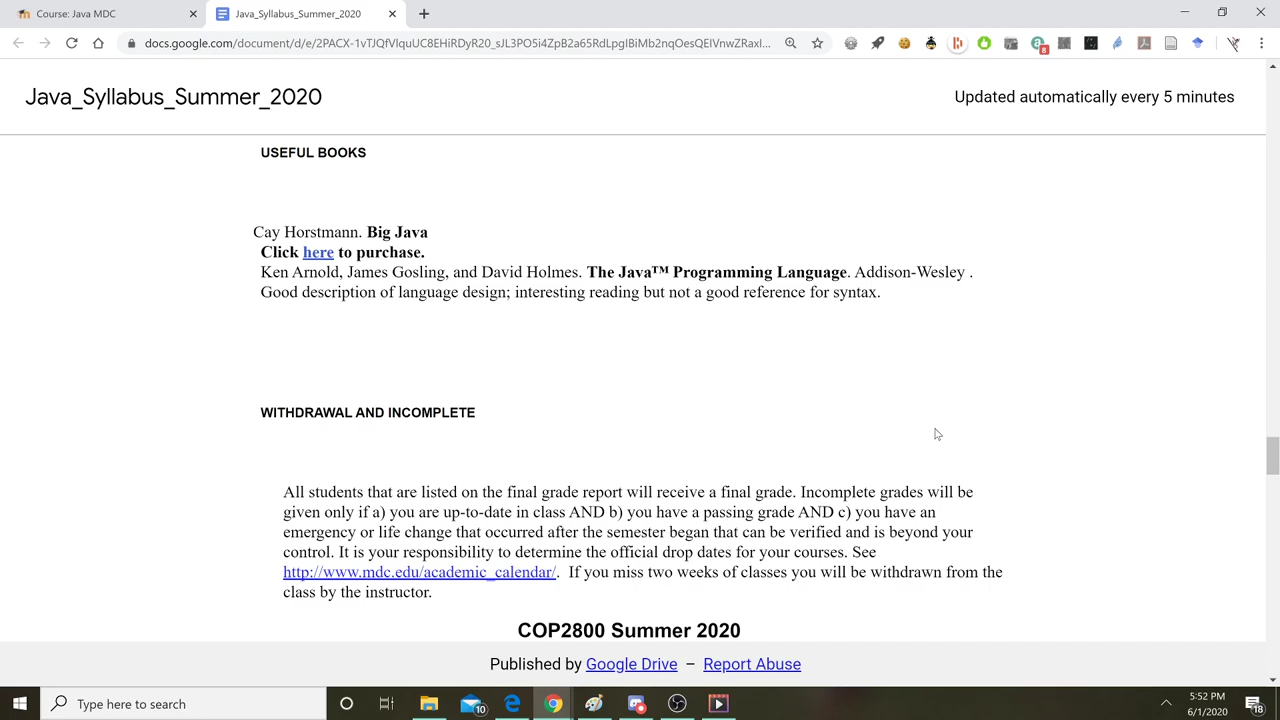 Course: Java MDC
Java_Syllabus_Summer_2020
Java_Syllabus_Summer_2020
Updated automatically every 5 minutes
USEFUL BOOKS
Cay Horstmann. Big Java
Click here to purchase.
Ken Arnold, James Gosling, and David Holmes. The Java™ Programming Language. Addison-Wesley .
Good description of language design; interesting reading but not a good reference for syntax.
WITHDRAWAL AND INCOMPLETE
All students that are listed on the final grade report will receive a final grade. Incomplete grades will be
given only if a) you are up-to-date in class AND b) you have a passing grade AND c) you have an
emergency or life change that occurred after the semester began that can be verified and is beyond your
control. It is your responsibility to determine the official drop dates for your courses. See
http://www.mdc.edu/academic_calendar/. If you miss two weeks of classes you will be withdrawn from the
class by the instructor.
COP2800 Summer 2020
Published by Google Drive – Report Abuse
Type here to search
10
5:52 PM
6/1/2020
18
8